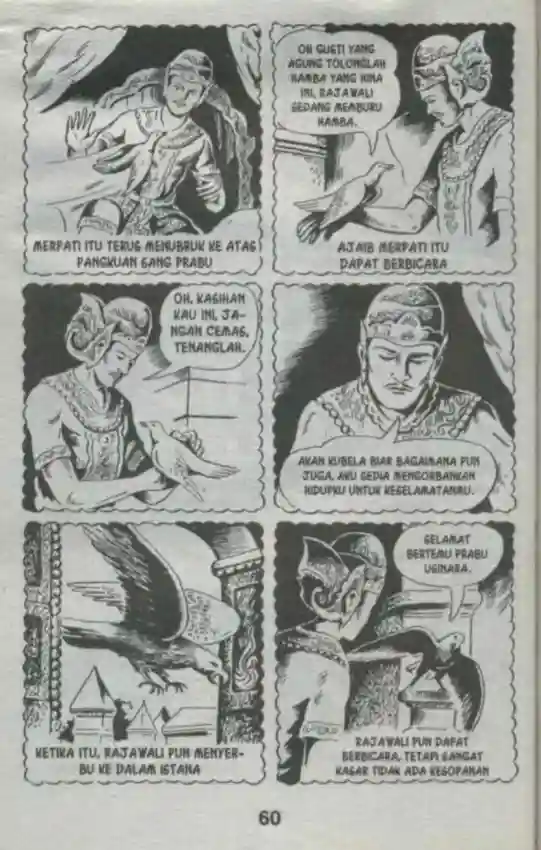 MERPATI ITU TERUS MENUBRUK KE ATAS
PANGKUAN SANG PRABU
OH GUSTI YANG
AGUNG TOLONGLAH
HAMBA YANG HINA
INI, RAJAWALI
SEDANG MEMBURU
HAMBA.
AJAIB MERPATI ITU
DAPAT BERBICARA
OH, KASIHAN
KAU INI, JA-
NGAN CEMAS,
TENANGLAH.
AKAN KUBELA BIAR BAGAIMANA PUN
JUGA, AKU SEDIA MENGORBANKAN
HIDUPKU UNTUK KESELAMATANMU.
KETIKA ITU, RAJAWALI PUN MENYER-
BU KE DALAM ISTANA
SELAMAT
BERTEMU PRABU
USINARA.
RAJAWALI PUN DAPAT
BERBICARA, TETAPI SANGAT
KASAR TIDAK ADA KESOPANAN
60